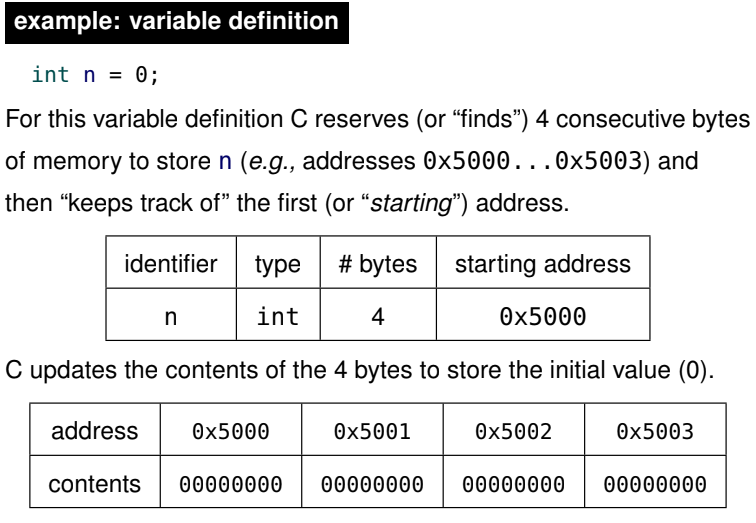 example: variable definition
int n = 0;
For this variable definition C reserves (or “finds”) 4 consecutive bytes
of memory to store n (e.g., addresses 0x5000...0x5003) and
then “keeps track of” the first (or “starting”) address.
identifier type # bytes starting address
n int 4 0x5000
C updates the contents of the 4 bytes to store the initial value (0).
address 0x5000 0x5001 0x5002 0x5003
contents 00000000 00000000 00000000 00000000